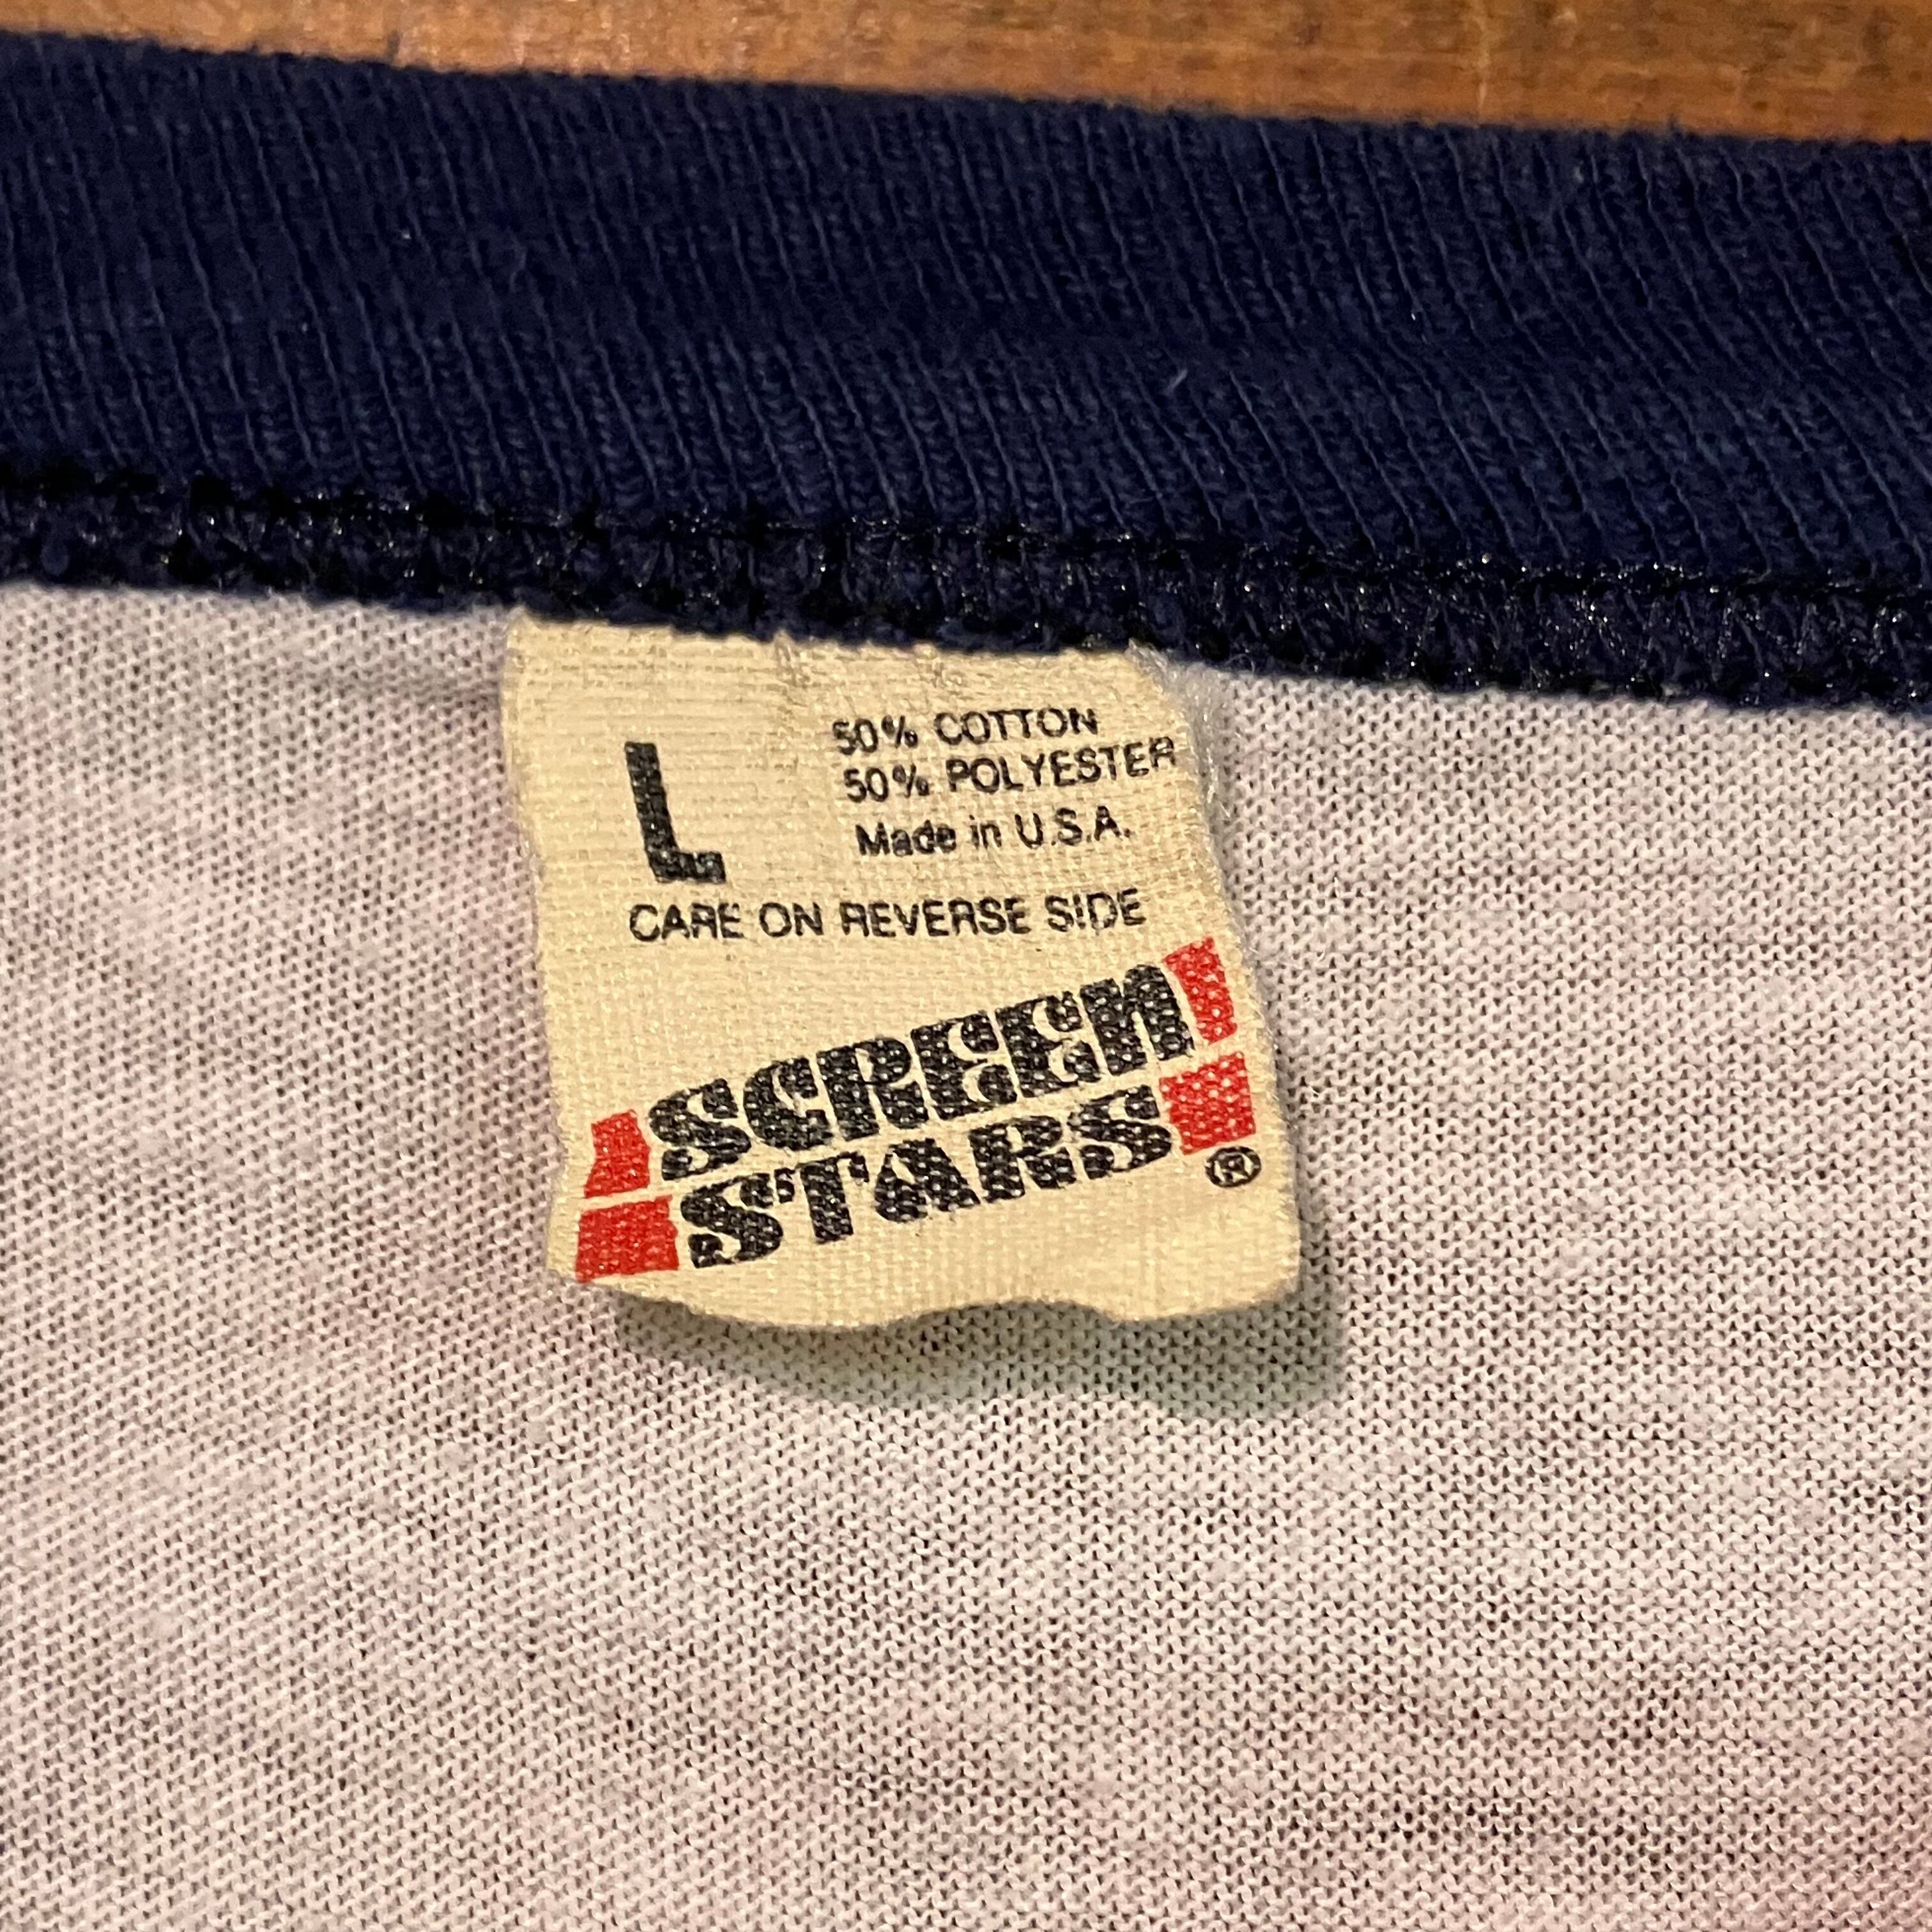 L
50% COTTON
50% POLYESTER
Made in U.S.A.
CARE ON REVERSE SIDE
SCREEN
STARS
®